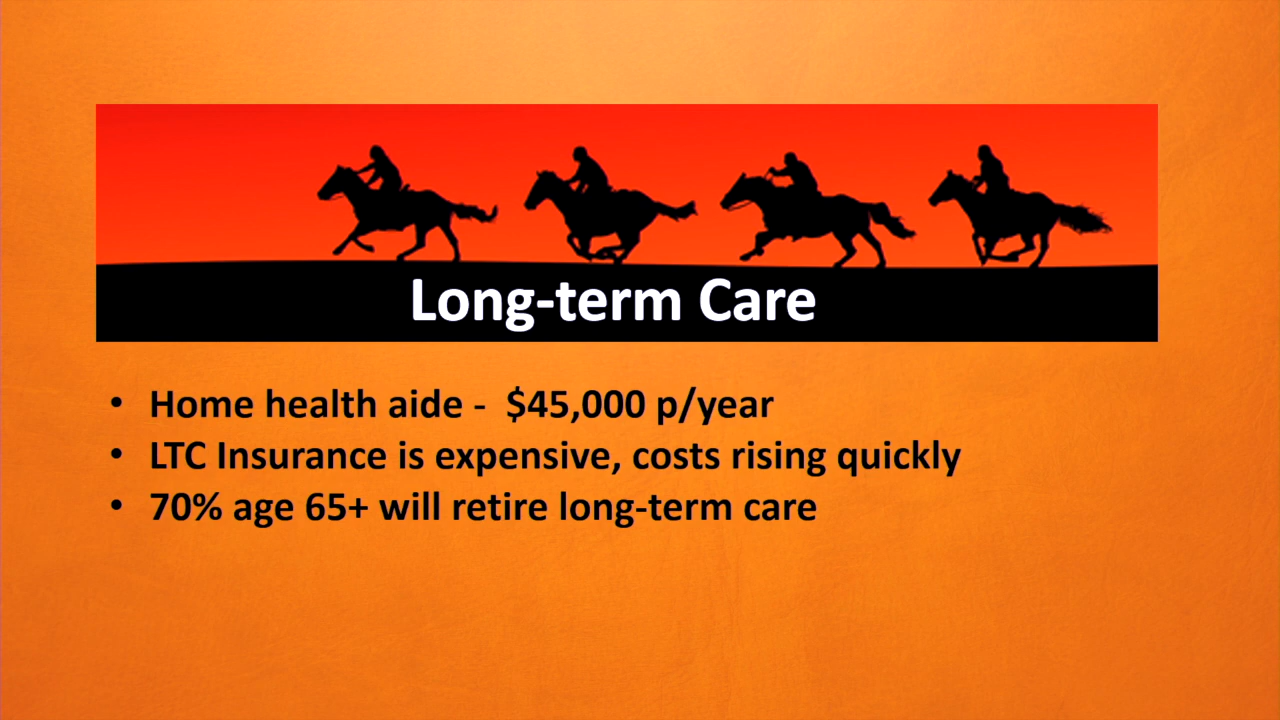 Long-term Care
• Home health aide -  $45,000 p/year
• LTC Insurance is expensive, costs rising quickly
• 70% age 65+ will retire long-term care